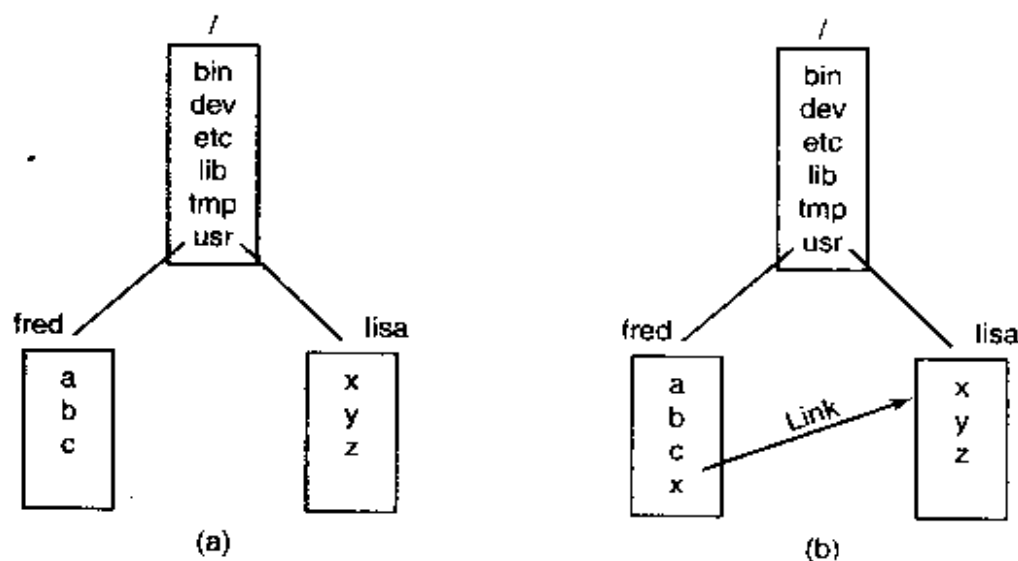 /
bin
dev
etc
lib
tmp
usr
fred
lisa
a
b
c
x
y
z
(a)
/
bin
dev
etc
lib
tmp
usr
fred
lisa
a
b
c
x
Link
x
y
z
(b)